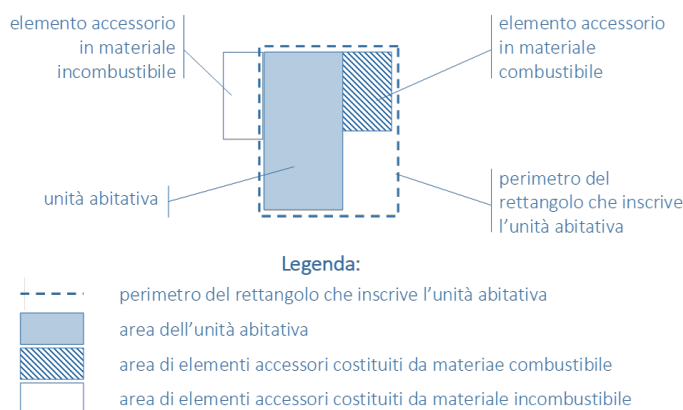 elemento accessorio
in materiale
incombustibile
elemento accessorio
in materiale
combustibile
unità abitativa
perimetro del
rettangolo che inscrive
l'unità abitativa
Legenda:
perimetro del rettangolo che inscrive l'unità abitativa
area dell'unità abitativa
area di elementi accessori costituiti da materiae combustibile
area di elementi accessori costituiti da materiale incombustibile